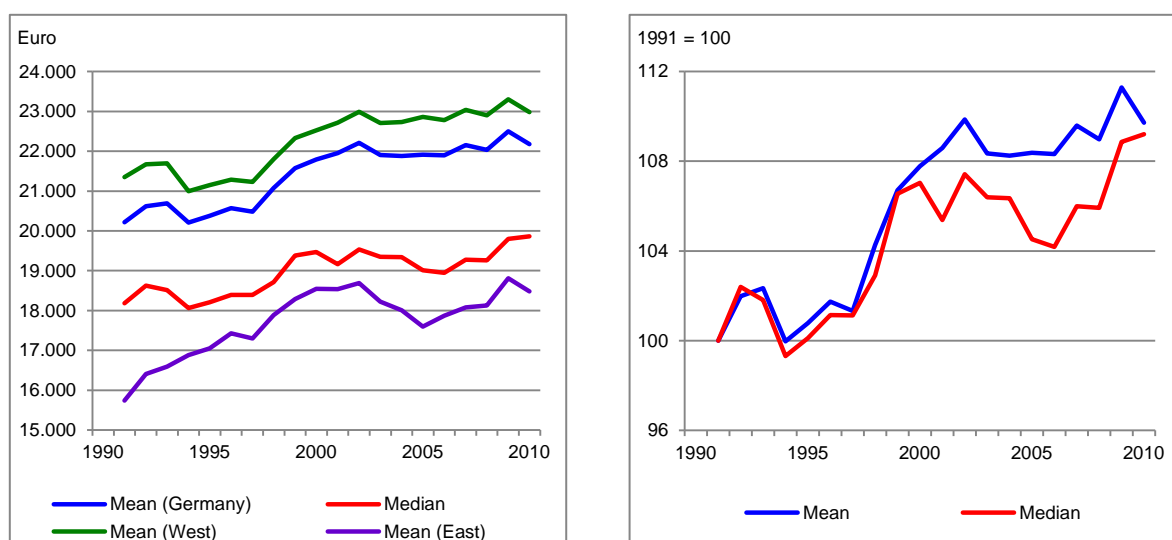 Euro
24.000
23.000
22.000
21.000
20.000
19.000
18.000
17.000
16.000
15.000
1990 1995 2000 2005 2010
Mean (Germany) Median
Mean (West) Mean (East)
1991 = 100
112
108
104
100
96
1990 1995 2000 2005 2010
Mean Median